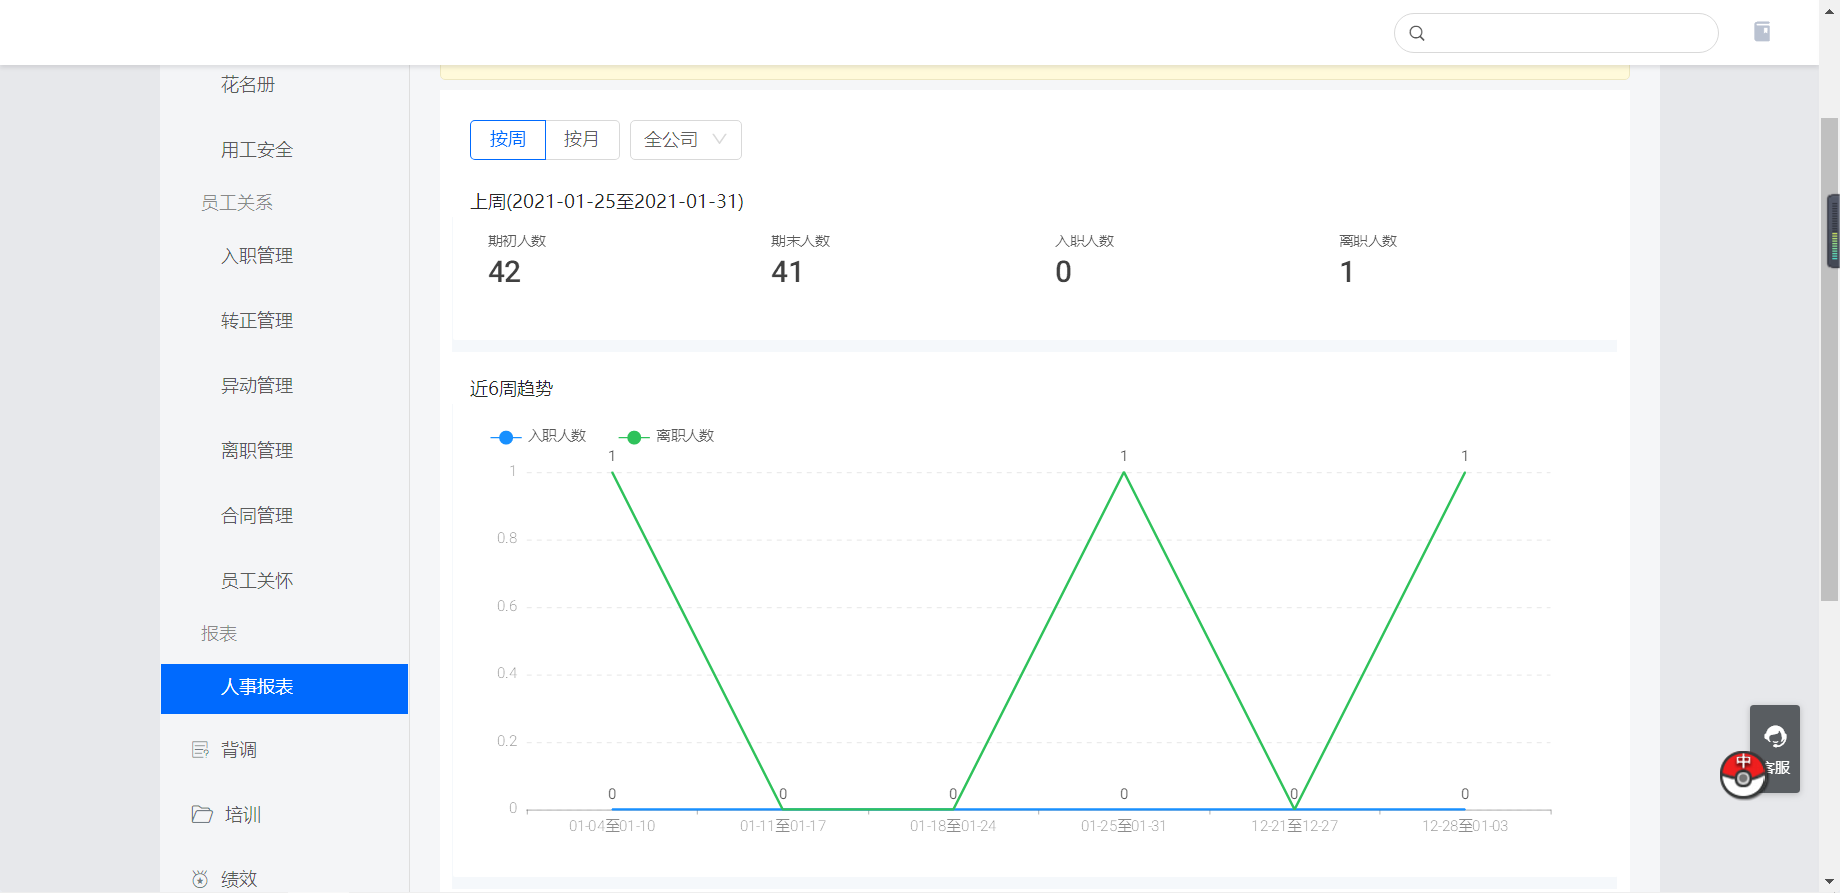 花名册
用工安全
员工关系
入职管理
转正管理
异动管理
离职管理
合同管理
员工关怀
报表
人事报表
背调
培训
绩效
按周 按月 全公司
上周(2021-01-25至2021-01-31)
期初人数 期末人数 入职人数 离职人数
42 41 0 1
近6周趋势
入职人数 离职人数
1 1 1
1
0.8
0.6
0.4
0.2
0 0 0 0 0 0
0
01-04至01-10 01-11至01-17 01-18至01-24 01-25至01-31 12-21至12-27 12-28至01-03
中
客服